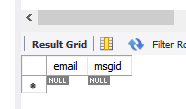 Result Grid Filter Ro
email msgid
NULL NULL